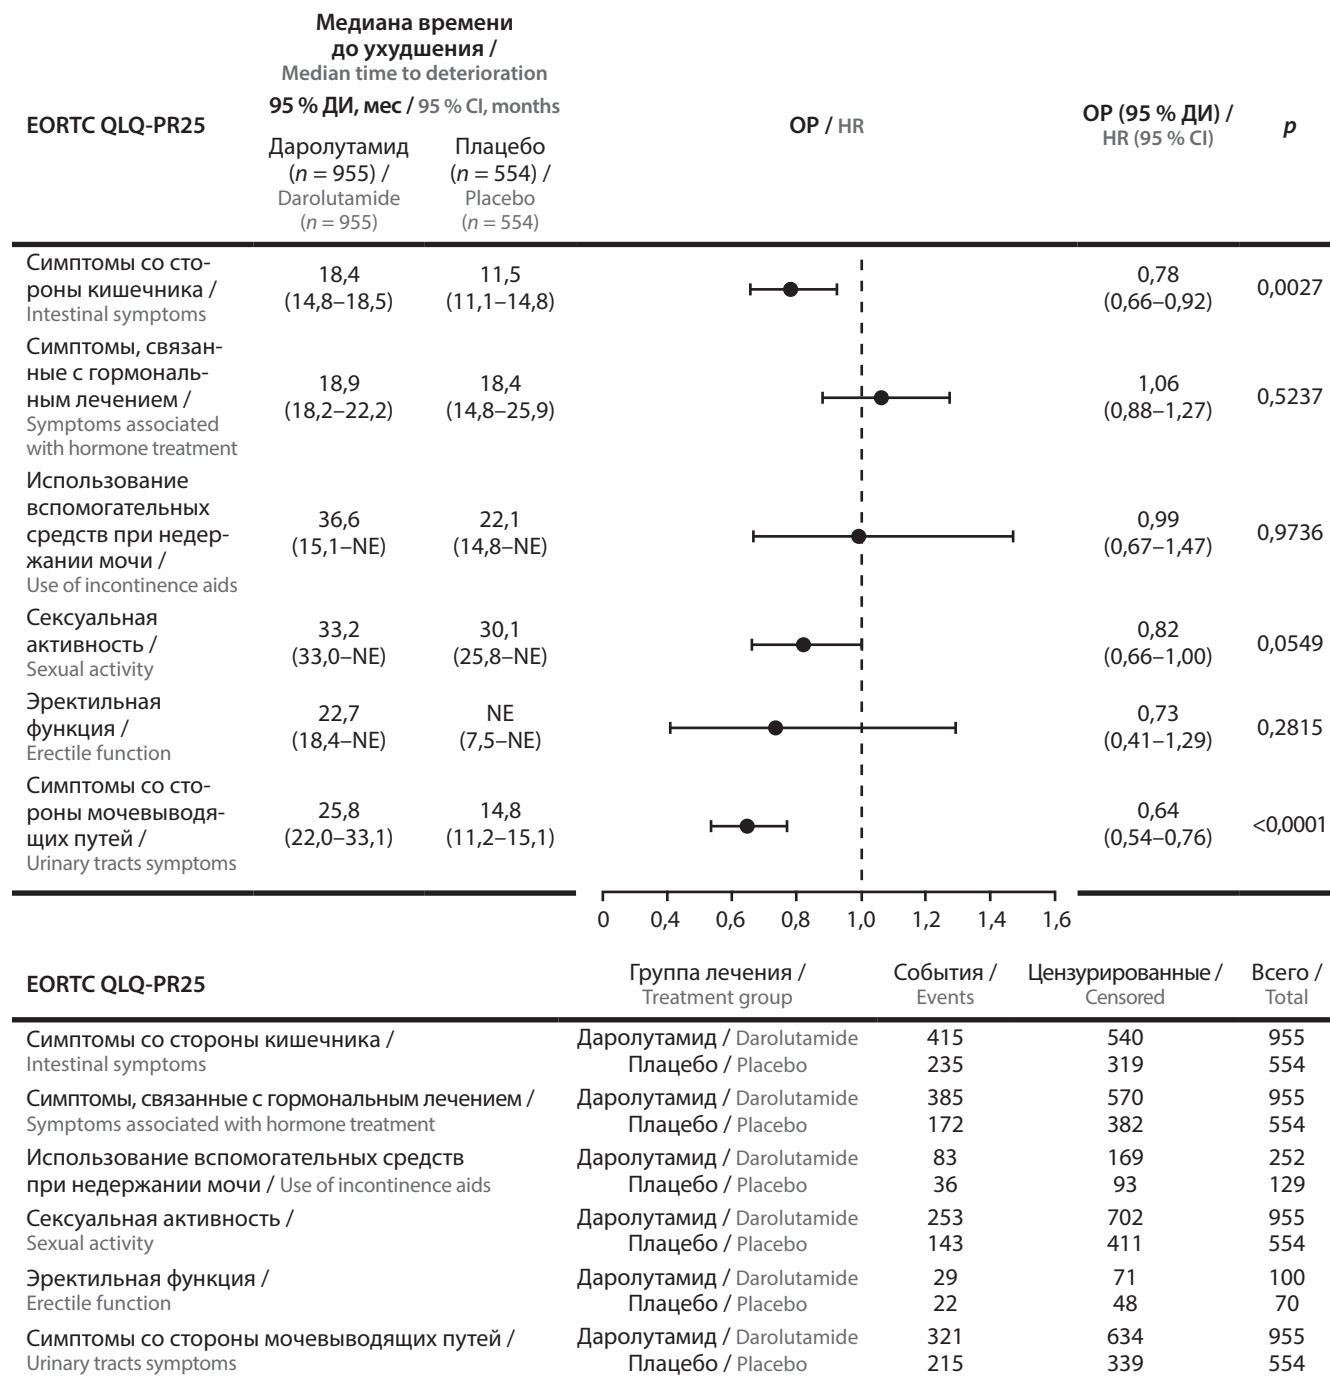 Медиана времени
до ухудшения /
Median time to deterioration
95 % ДИ, мес / 95 % CI, months
EORTC QLQ-PR25
ОР / HR
ОР (95 % ДИ) /
HR (95 % CI)
p
Даролутамид
(n = 955) /
Darolutamide
(n = 955)
Плацебо
(n = 554) /
Placebo
(n = 554)
Симптомы со сто-
роны кишечника /
Intestinal symptoms
18,4
(14,8–18,5)
11,5
(11,1–14,8)
0,78
(0,66–0,92)
0,0027
Симптомы, связан-
ные с гормональ-
ным лечением /
Symptoms associated
with hormone treatment
18,9
(18,2–22,2)
18,4
(14,8–25,9)
1,06
(0,88–1,27)
0,5237
Использование
вспомогательных
средств при недер-
жании мочи /
Use of incontinence aids
36,6
(15,1–NE)
22,1
(14,8–NE)
0,99
(0,67–1,47)
0,9736
Сексуальная
активность /
Sexual activity
33,2
(33,0–NE)
30,1
(25,8–NE)
0,82
(0,66–1,00)
0,0549
Эректильная
функция /
Erectile function
22,7
(18,4–NE)
NE
(7,5–NE)
0,73
(0,41–1,29)
0,2815
Симптомы со сто-
роны мочевыводя-
щих путей /
Urinary tracts symptoms
25,8
(22,0–33,1)
14,8
(11,2–15,1)
0,64
(0,54–0,76)
<0,0001
0 0,4 0,6 0,8 1,0 1,2 1,4 1,6
EORTC QLQ-PR25
Группа лечения /
Treatment group
События /
Events
Цензурированные /
Censored
Всего /
Total
Симптомы со стороны кишечника /
Intestinal symptoms
Даролутамид / Darolutamide 415 540 955
Плацебо / Placebo 235 319 554
Симптомы, связанные с гормональным лечением /
Symptoms associated with hormone treatment
Даролутамид / Darolutamide 385 570 955
Плацебо / Placebo 172 382 554
Использование вспомогательных средств
при недержании мочи / Use of incontinence aids
Даролутамид / Darolutamide 83 169 252
Плацебо / Placebo 36 93 129
Сексуальная активность /
Sexual activity
Даролутамид / Darolutamide 253 702 955
Плацебо / Placebo 143 411 554
Эректильная функция /
Erectile function
Даролутамид / Darolutamide 29 71 100
Плацебо / Placebo 22 48 70
Симптомы со стороны мочевыводящих путей /
Urinary tracts symptoms
Даролутамид / Darolutamide 321 634 955
Плацебо / Placebo 215 339 554